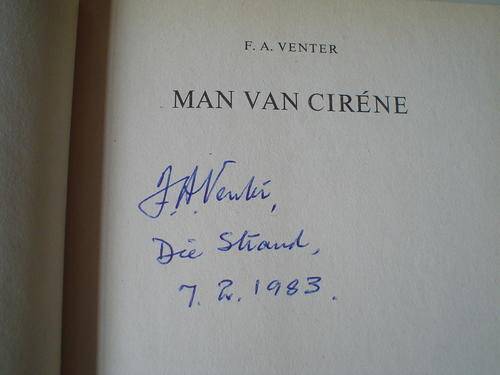 F. A. VENTER
MAN VAN CIRÉNE
F.A. Venter,
Die Strand,
7. 2. 1983.